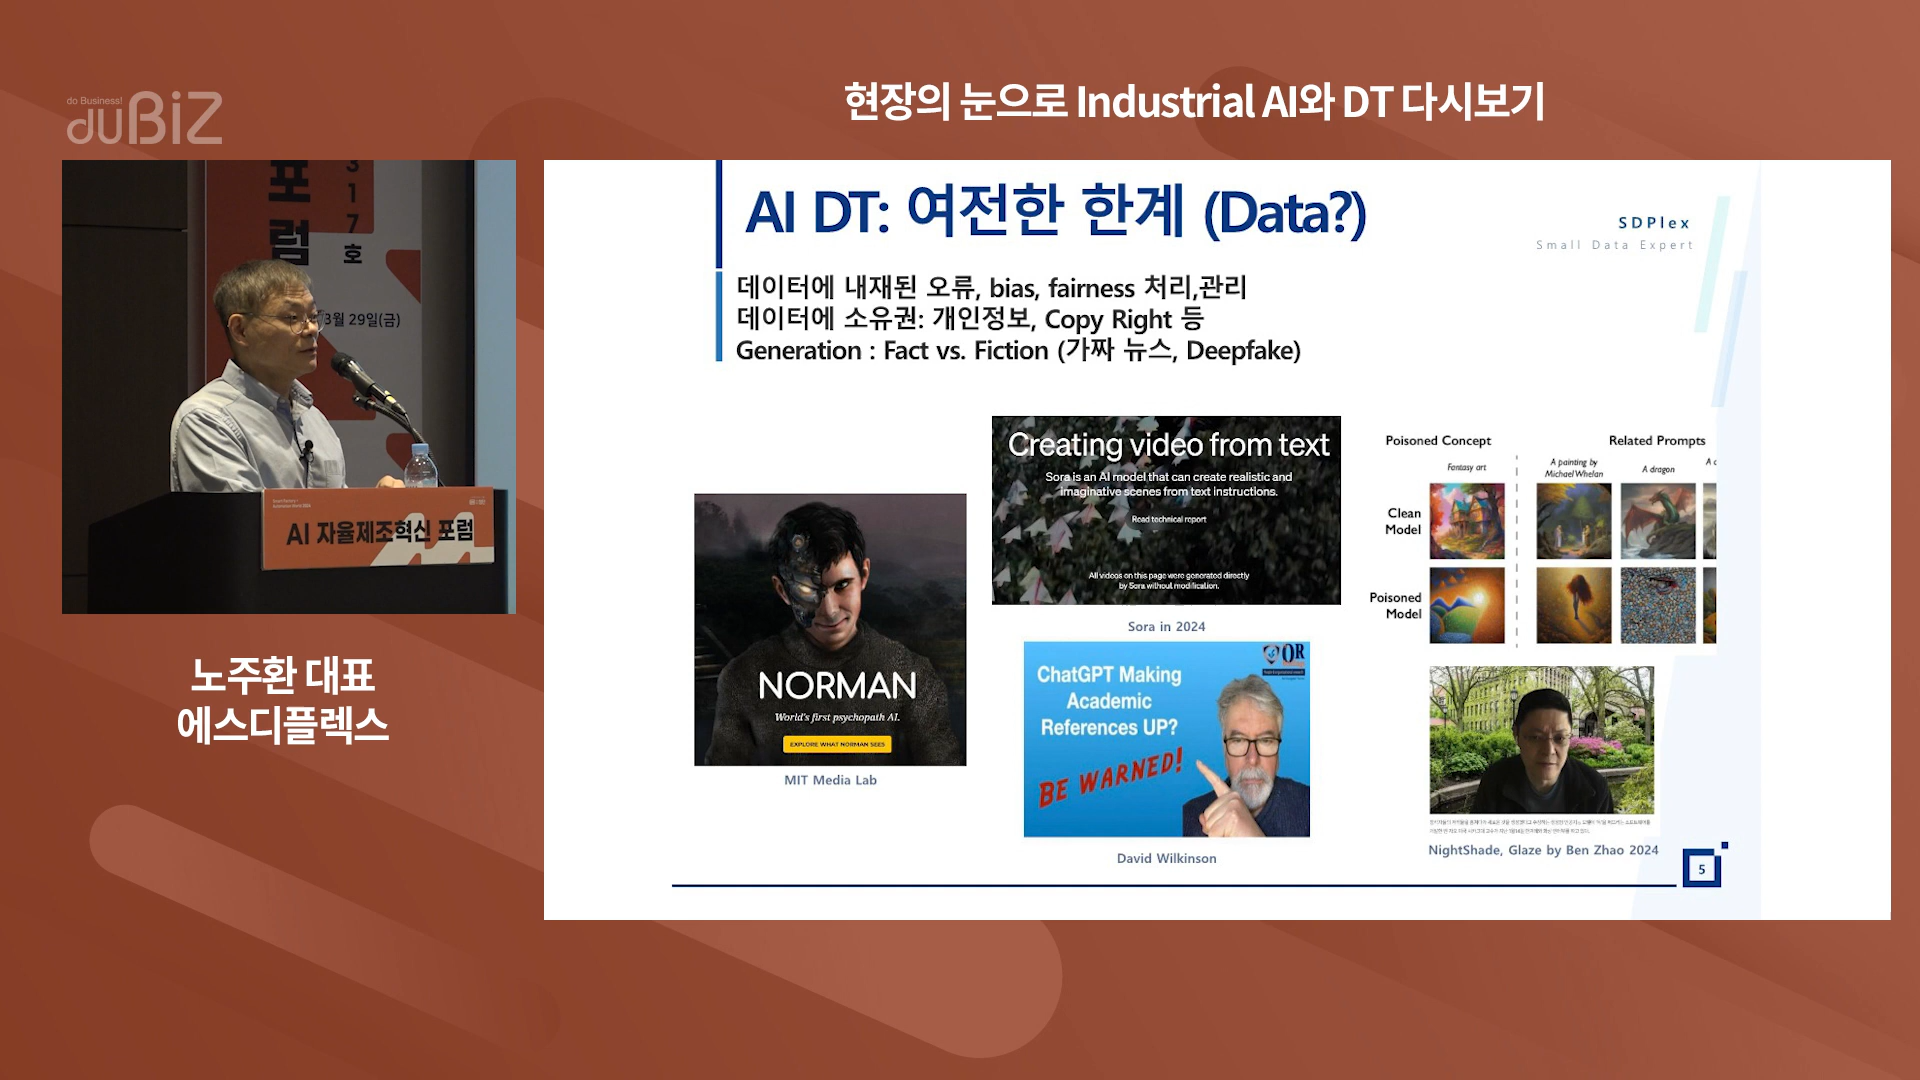 do Business!
duBiZ
현장의 눈으로 Industrial AI와 DT 다시보기
포럼
317호
3월 29일(금)
AI 자율제조혁신 포럼
노주환 대표
에스디플렉스
AI DT: 여전한 한계 (Data?)
SDPlex
Small Data Expert
데이터에 내재된 오류, bias, fairness 처리,관리
데이터에 소유권: 개인정보, Copy Right 등
Generation : Fact vs. Fiction (가짜 뉴스, Deepfake)
NORMAN
World's first psychopath AI.
EXPLORE WHAT NORMAN SEES
MIT Media Lab
Creating video from text
Sora is an AI model that can create realistic and
imaginative scenes from text instructions.
Read technical report
All videos on this page were generated directly
by Sora without modification.
Sora in 2024
OR
ChatGPT Making
Academic
References UP?
BE WARNED!
David Wilkinson
Poisoned Concept
Related Prompts
Fantasy art
A painting by
Michael Whelan
A dragon
Clean
Model
Poisoned
Model
NightShade, Glaze by Ben Zhao 2024
5